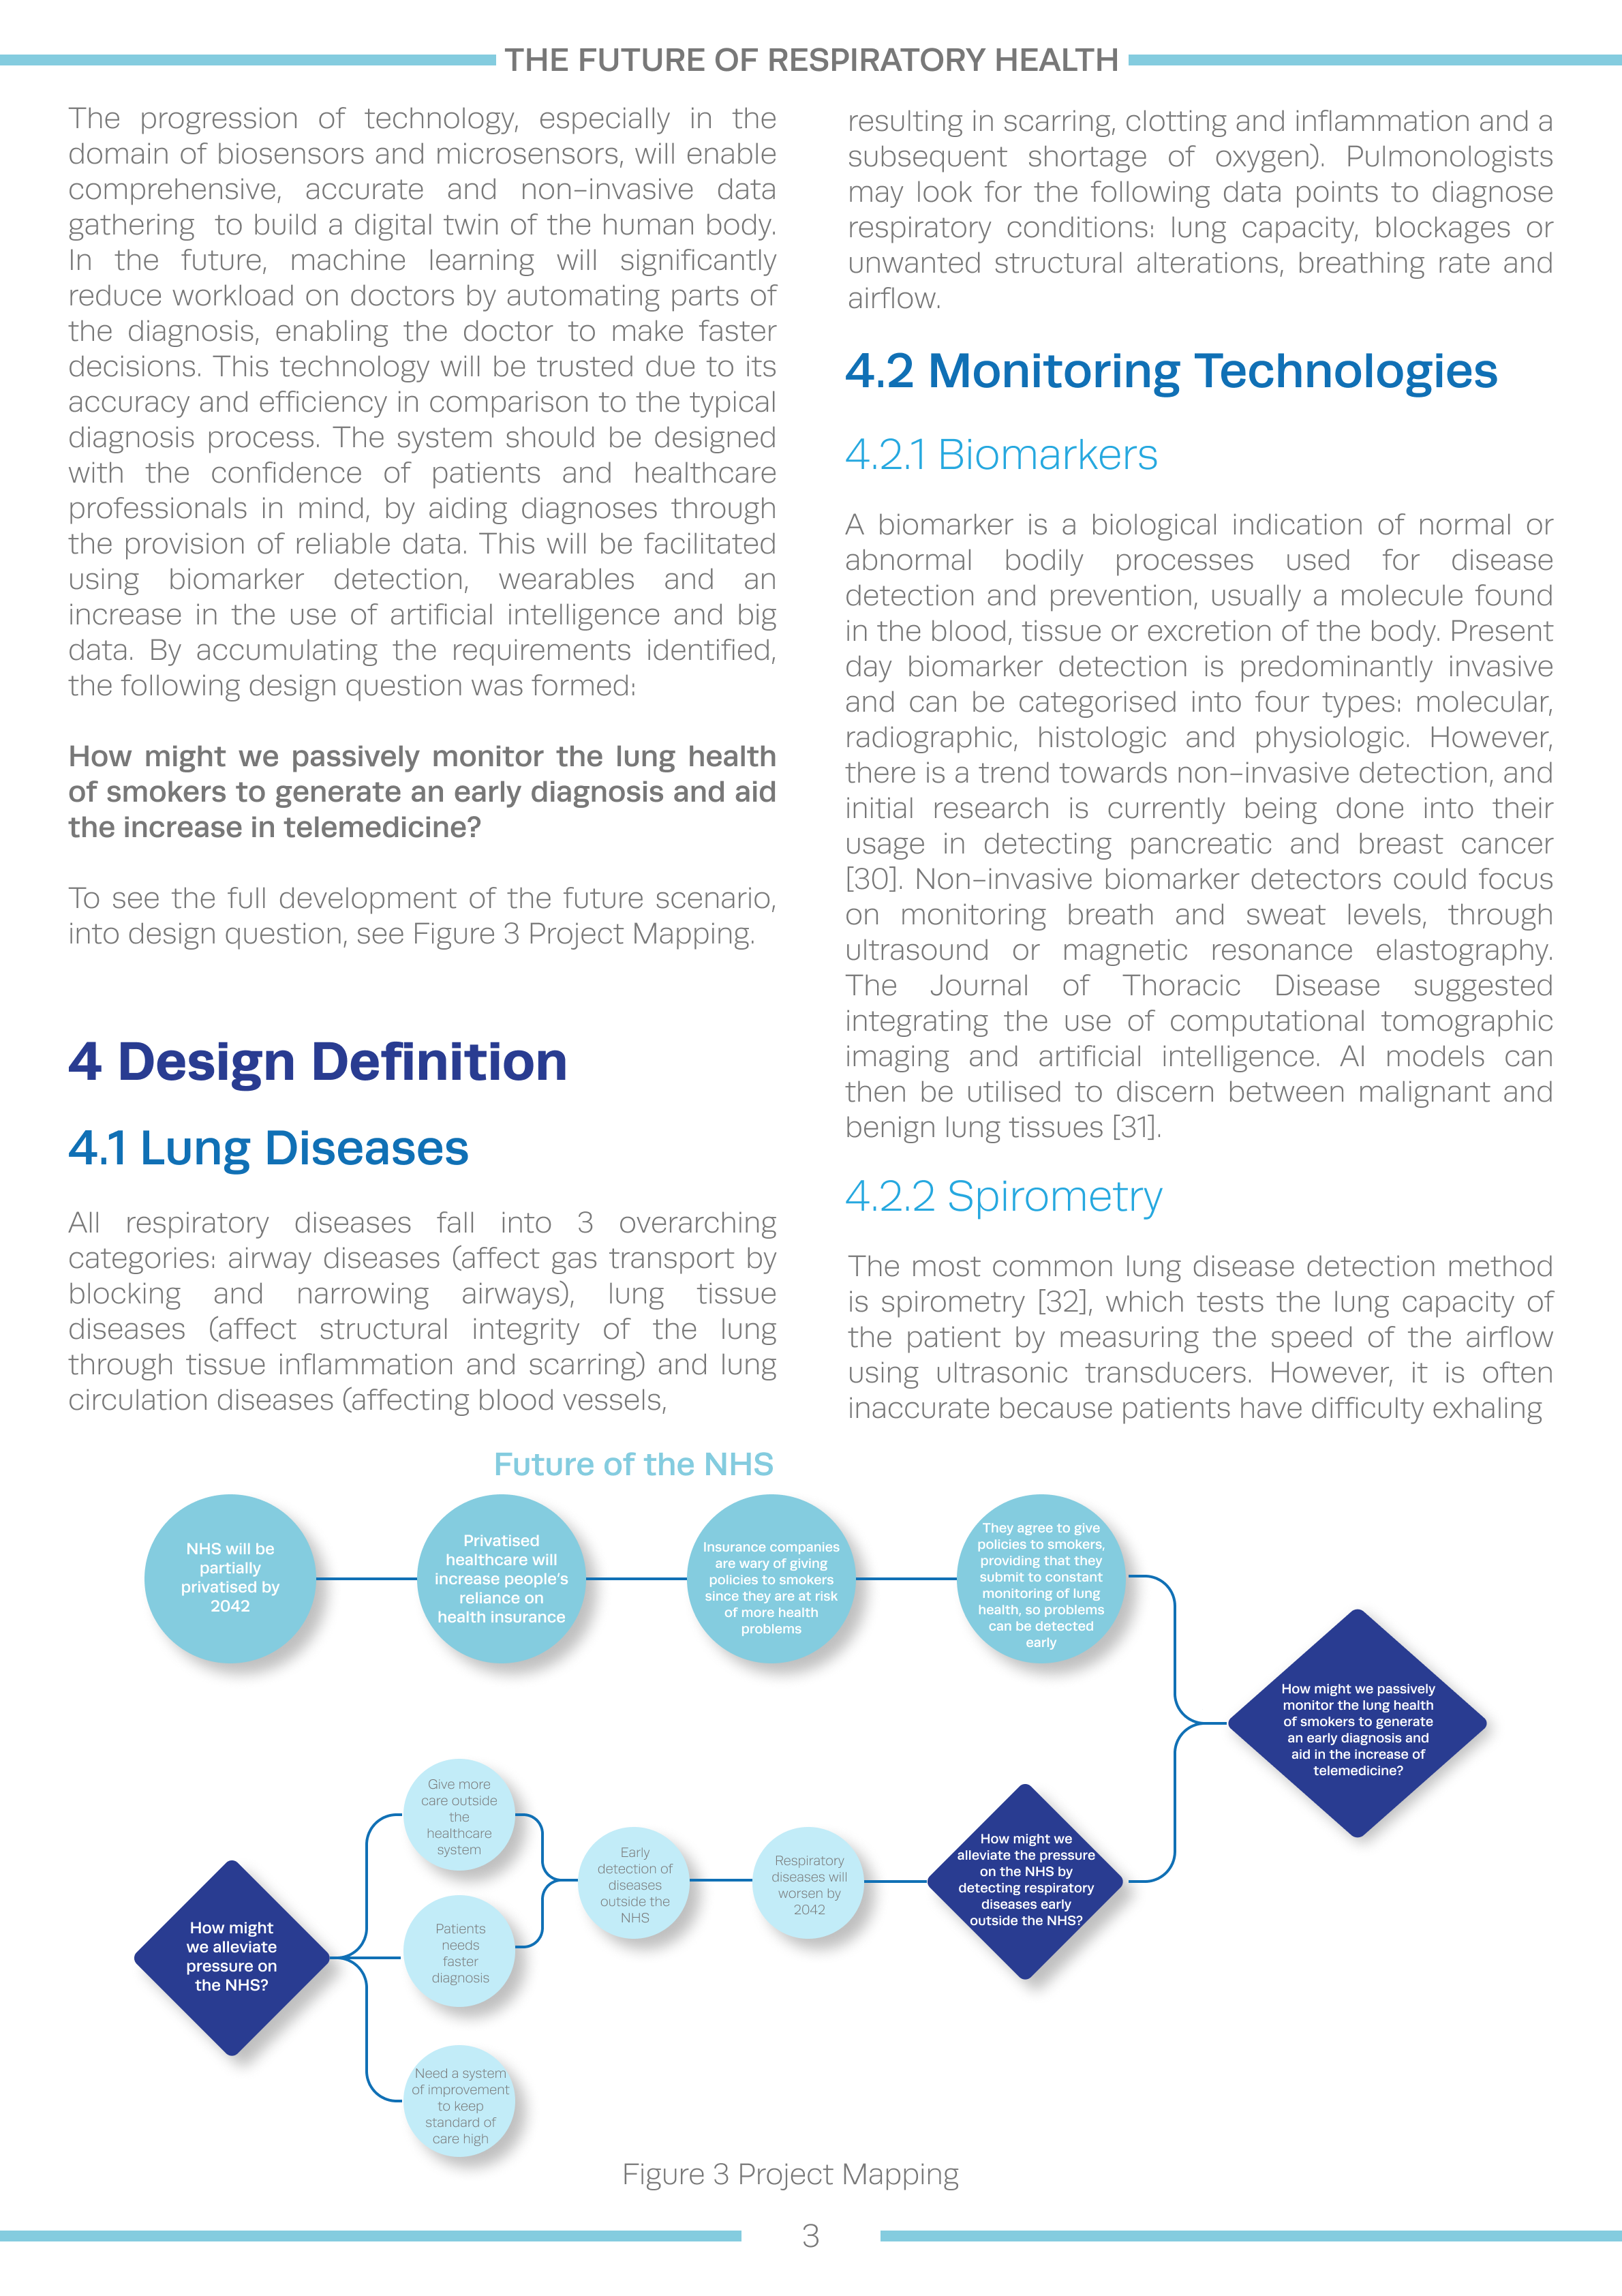 THE FUTURE OF RESPIRATORY HEALTH
The progression of technology, especially in the
domain of biosensors and microsensors, will enable
comprehensive, accurate and non-invasive data
gathering to build a digital twin of the human body.
In the future, machine learning will significantly
reduce workload on doctors by automating parts of
the diagnosis, enabling the doctor to make faster
decisions. This technology will be trusted due to its
accuracy and efficiency in comparison to the typical
diagnosis process. The system should be designed
with the confidence of patients and healthcare
professionals in mind, by aiding diagnoses through
the provision of reliable data. This will be facilitated
using biomarker detection, wearables and an
increase in the use of artificial intelligence and big
data. By accumulating the requirements identified,
the following design question was formed:
How might we passively monitor the lung health
of smokers to generate an early diagnosis and aid
the increase in telemedicine?
To see the full development of the future scenario,
into design question, see Figure 3 Project Mapping.
4 Design Definition
4.1 Lung Diseases
All respiratory diseases fall into 3 overarching
categories: airway diseases (affect gas transport by
blocking and narrowing airways), lung tissue
diseases (affect structural integrity of the lung
through tissue inflammation and scarring) and lung
circulation diseases (affecting blood vessels,
resulting in scarring, clotting and inflammation and a
subsequent shortage of oxygen). Pulmonologists
may look for the following data points to diagnose
respiratory conditions: lung capacity, blockages or
unwanted structural alterations, breathing rate and
airflow.
4.2 Monitoring Technologies
4.2.1 Biomarkers
A biomarker is a biological indication of normal or
abnormal bodily processes used for disease
detection and prevention, usually a molecule found
in the blood, tissue or excretion of the body. Present
day biomarker detection is predominantly invasive
and can be categorised into four types: molecular,
radiographic, histologic and physiologic. However,
there is a trend towards non-invasive detection, and
initial research is currently being done into their
usage in detecting pancreatic and breast cancer
[30]. Non-invasive biomarker detectors could focus
on monitoring breath and sweat levels, through
ultrasound or magnetic resonance elastography.
The Journal of Thoracic Disease suggested
integrating the use of computational tomographic
imaging and artificial intelligence. AI models can
then be utilised to discern between malignant and
benign lung tissues [31].
4.2.2 Spirometry
The most common lung disease detection method
is spirometry [32], which tests the lung capacity of
the patient by measuring the speed of the airflow
using ultrasonic transducers. However, it is often
inaccurate because patients have difficulty exhaling
Future of the NHS
NHS will be
partially
privatised by
2042
Privatised
healthcare will
increase people's
reliance on
health insurance
Insurance companies
are wary of giving
policies to smokers
since they are at risk
of more health
problems
They agree to give
policies to smokers,
providing that they
submit to constant
monitoring of lung
health, so problems
can be detected
early
How might we passively
monitor the lung health
of smokers to generate
an early diagnosis and
aid in the increase of
telemedicine?
How might
we alleviate
pressure on
the NHS?
Give more
care outside
the
healthcare
system
Patients
needs
faster
diagnosis
Need a system
of improvement
to keep
standard of
care high
Early
detection of
diseases
outside the
NHS
Respiratory
diseases will
worsen by
2042
How might we
alleviate the pressure
on the NHS by
detecting respiratory
diseases early
outside the NHS?
Figure 3 Project Mapping
3